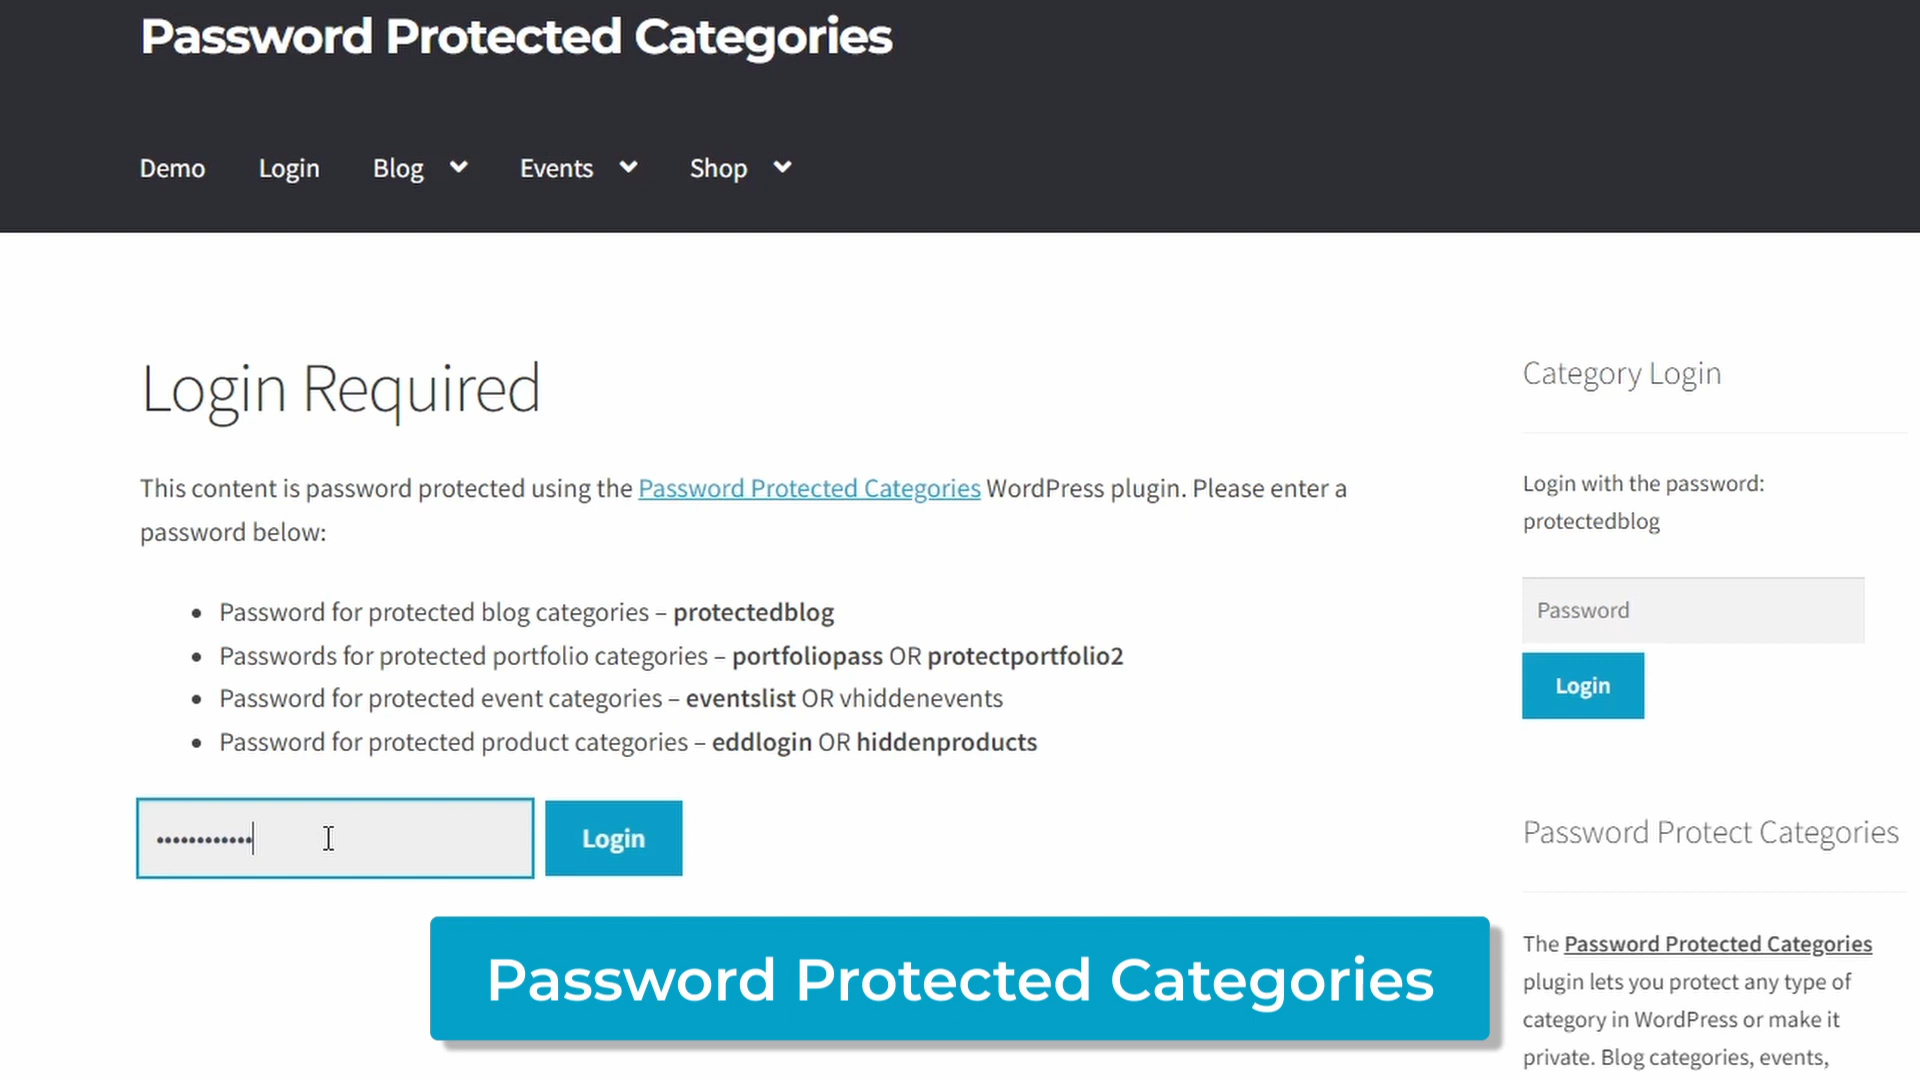 Password Protected Categories
Demo Login Blog Events Shop
Login Required
This content is password protected using the Password Protected Categories WordPress plugin. Please enter a
password below:
• Password for protected blog categories – protectedblog
• Passwords for protected portfolio categories – portfoliopass OR protectportfolio2
• Password for protected event categories – eventslist OR vhiddenevents
• Password for protected product categories – eddlogin OR hiddenproducts
••••••••••••
Login
Category Login
Login with the password:
protectedblog
Password
Login
Password Protect Categories
The Password Protected Categories
plugin lets you protect any type of
category in WordPress or make it
private. Blog categories, events,
Password Protected Categories